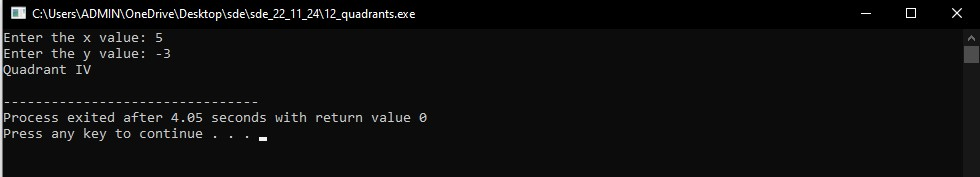 C:\Users\ADMIN\OneDrive\Desktop\sde\sde_22_11_24\12_quadrants.exe
Enter the x value: 5
Enter the y value: -3
Quadrant IV
--------------------------------
Process exited after 4.05 seconds with return value 0
Press any key to continue . . .